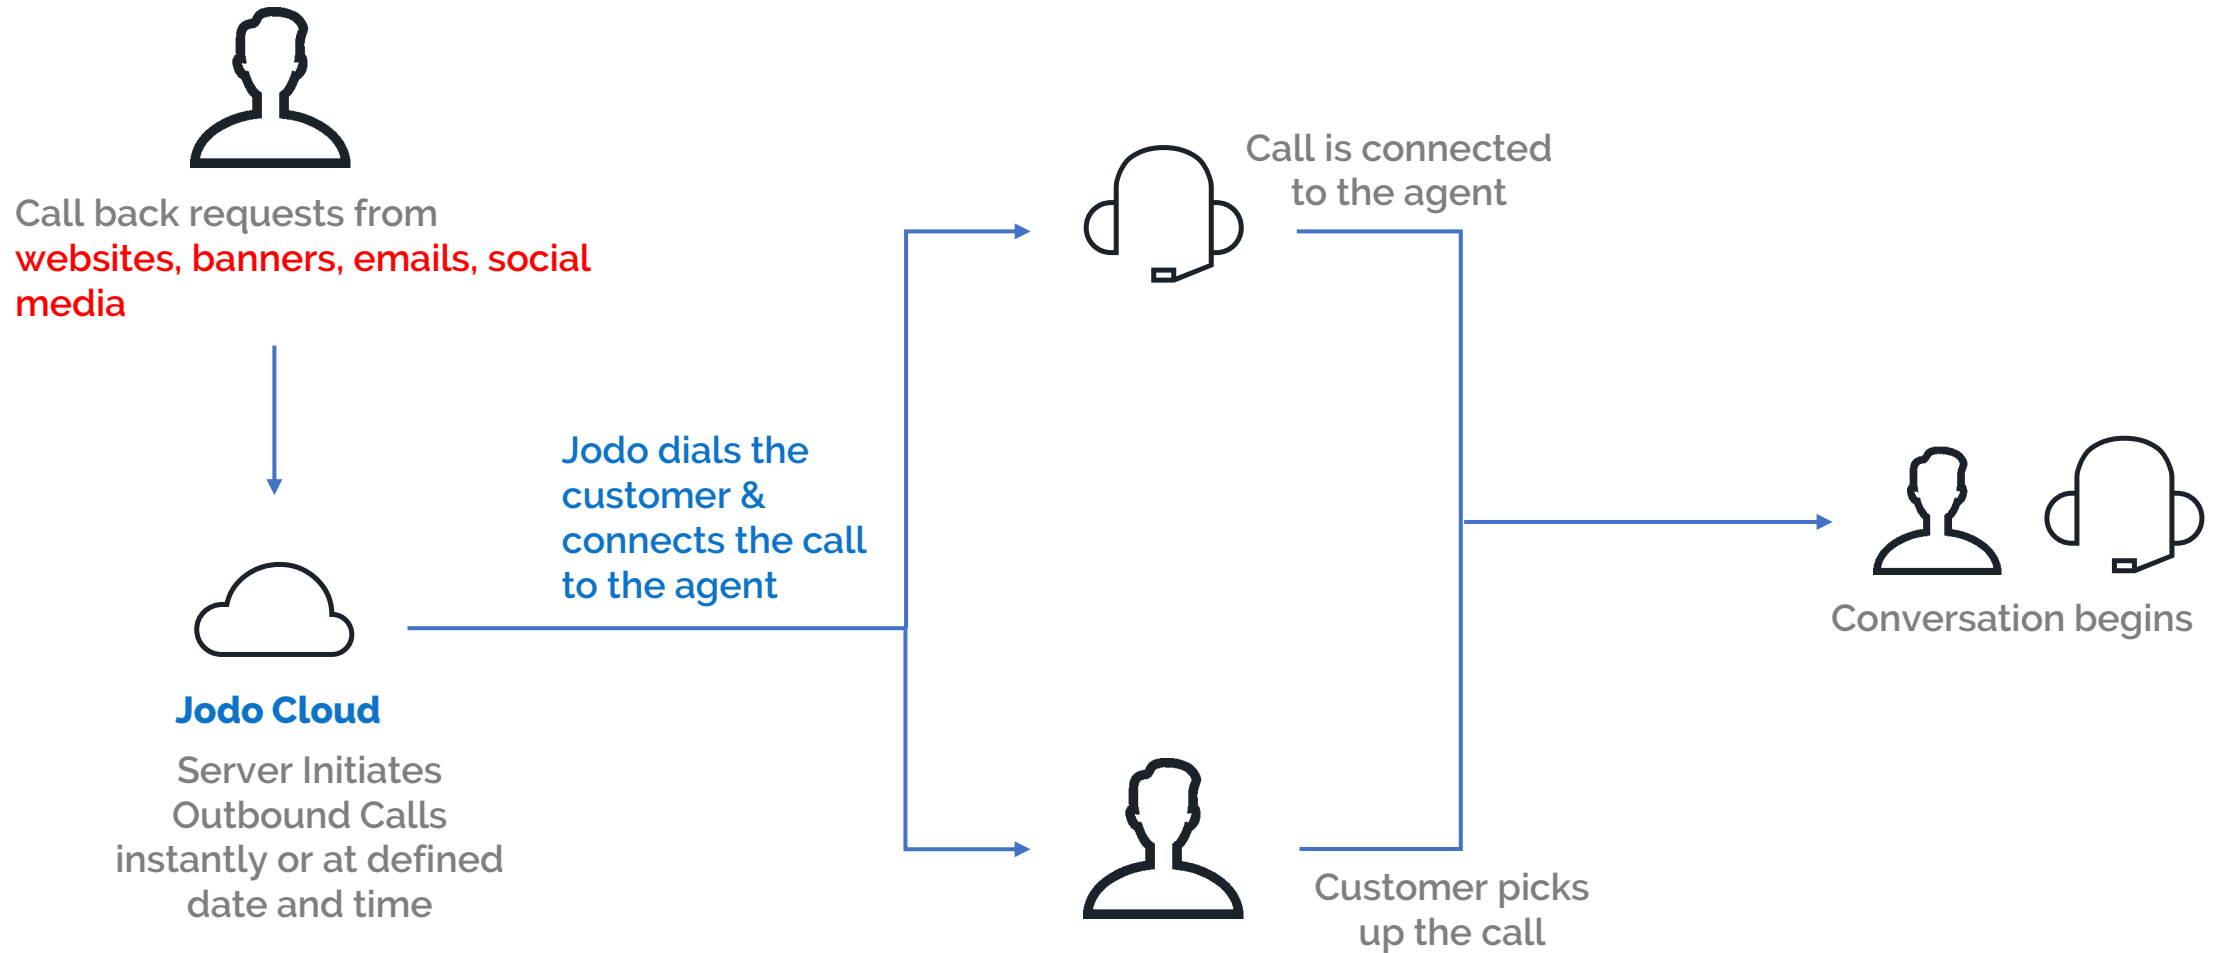 Call back requests from
websites, banners, emails, social
media
Jodo Cloud
Server Initiates
Outbound Calls
instantly or at defined
date and time
Jodo dials the
customer &
connects the call
to the agent
Call is connected
to the agent
Customer picks
up the call
Conversation begins